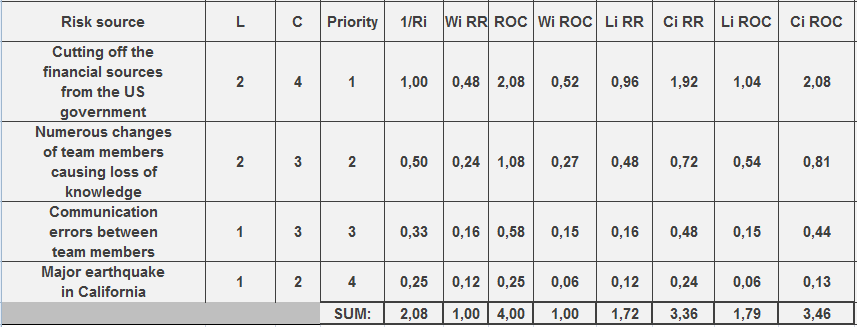 Risk source L C Priority 1/Ri Wi RR ROC Wi ROC Li RR Ci RR Li ROC Ci ROC
Cutting off the
financial sources
from the US
government
2 4 1 1,00 0,48 2,08 0,52 0,96 1,92 1,04 2,08
Numerous changes
of team members
causing loss of
knowledge
2 3 2 0,50 0,24 1,08 0,27 0,48 0,72 0,54 0,81
Communication
errors between
team members
1 3 3 0,33 0,16 0,58 0,15 0,16 0,48 0,15 0,44
Major earthquake
in California
1 2 4 0,25 0,12 0,25 0,06 0,12 0,24 0,06 0,13
SUM: 2,08 1,00 4,00 1,00 1,72 3,36 1,79 3,46